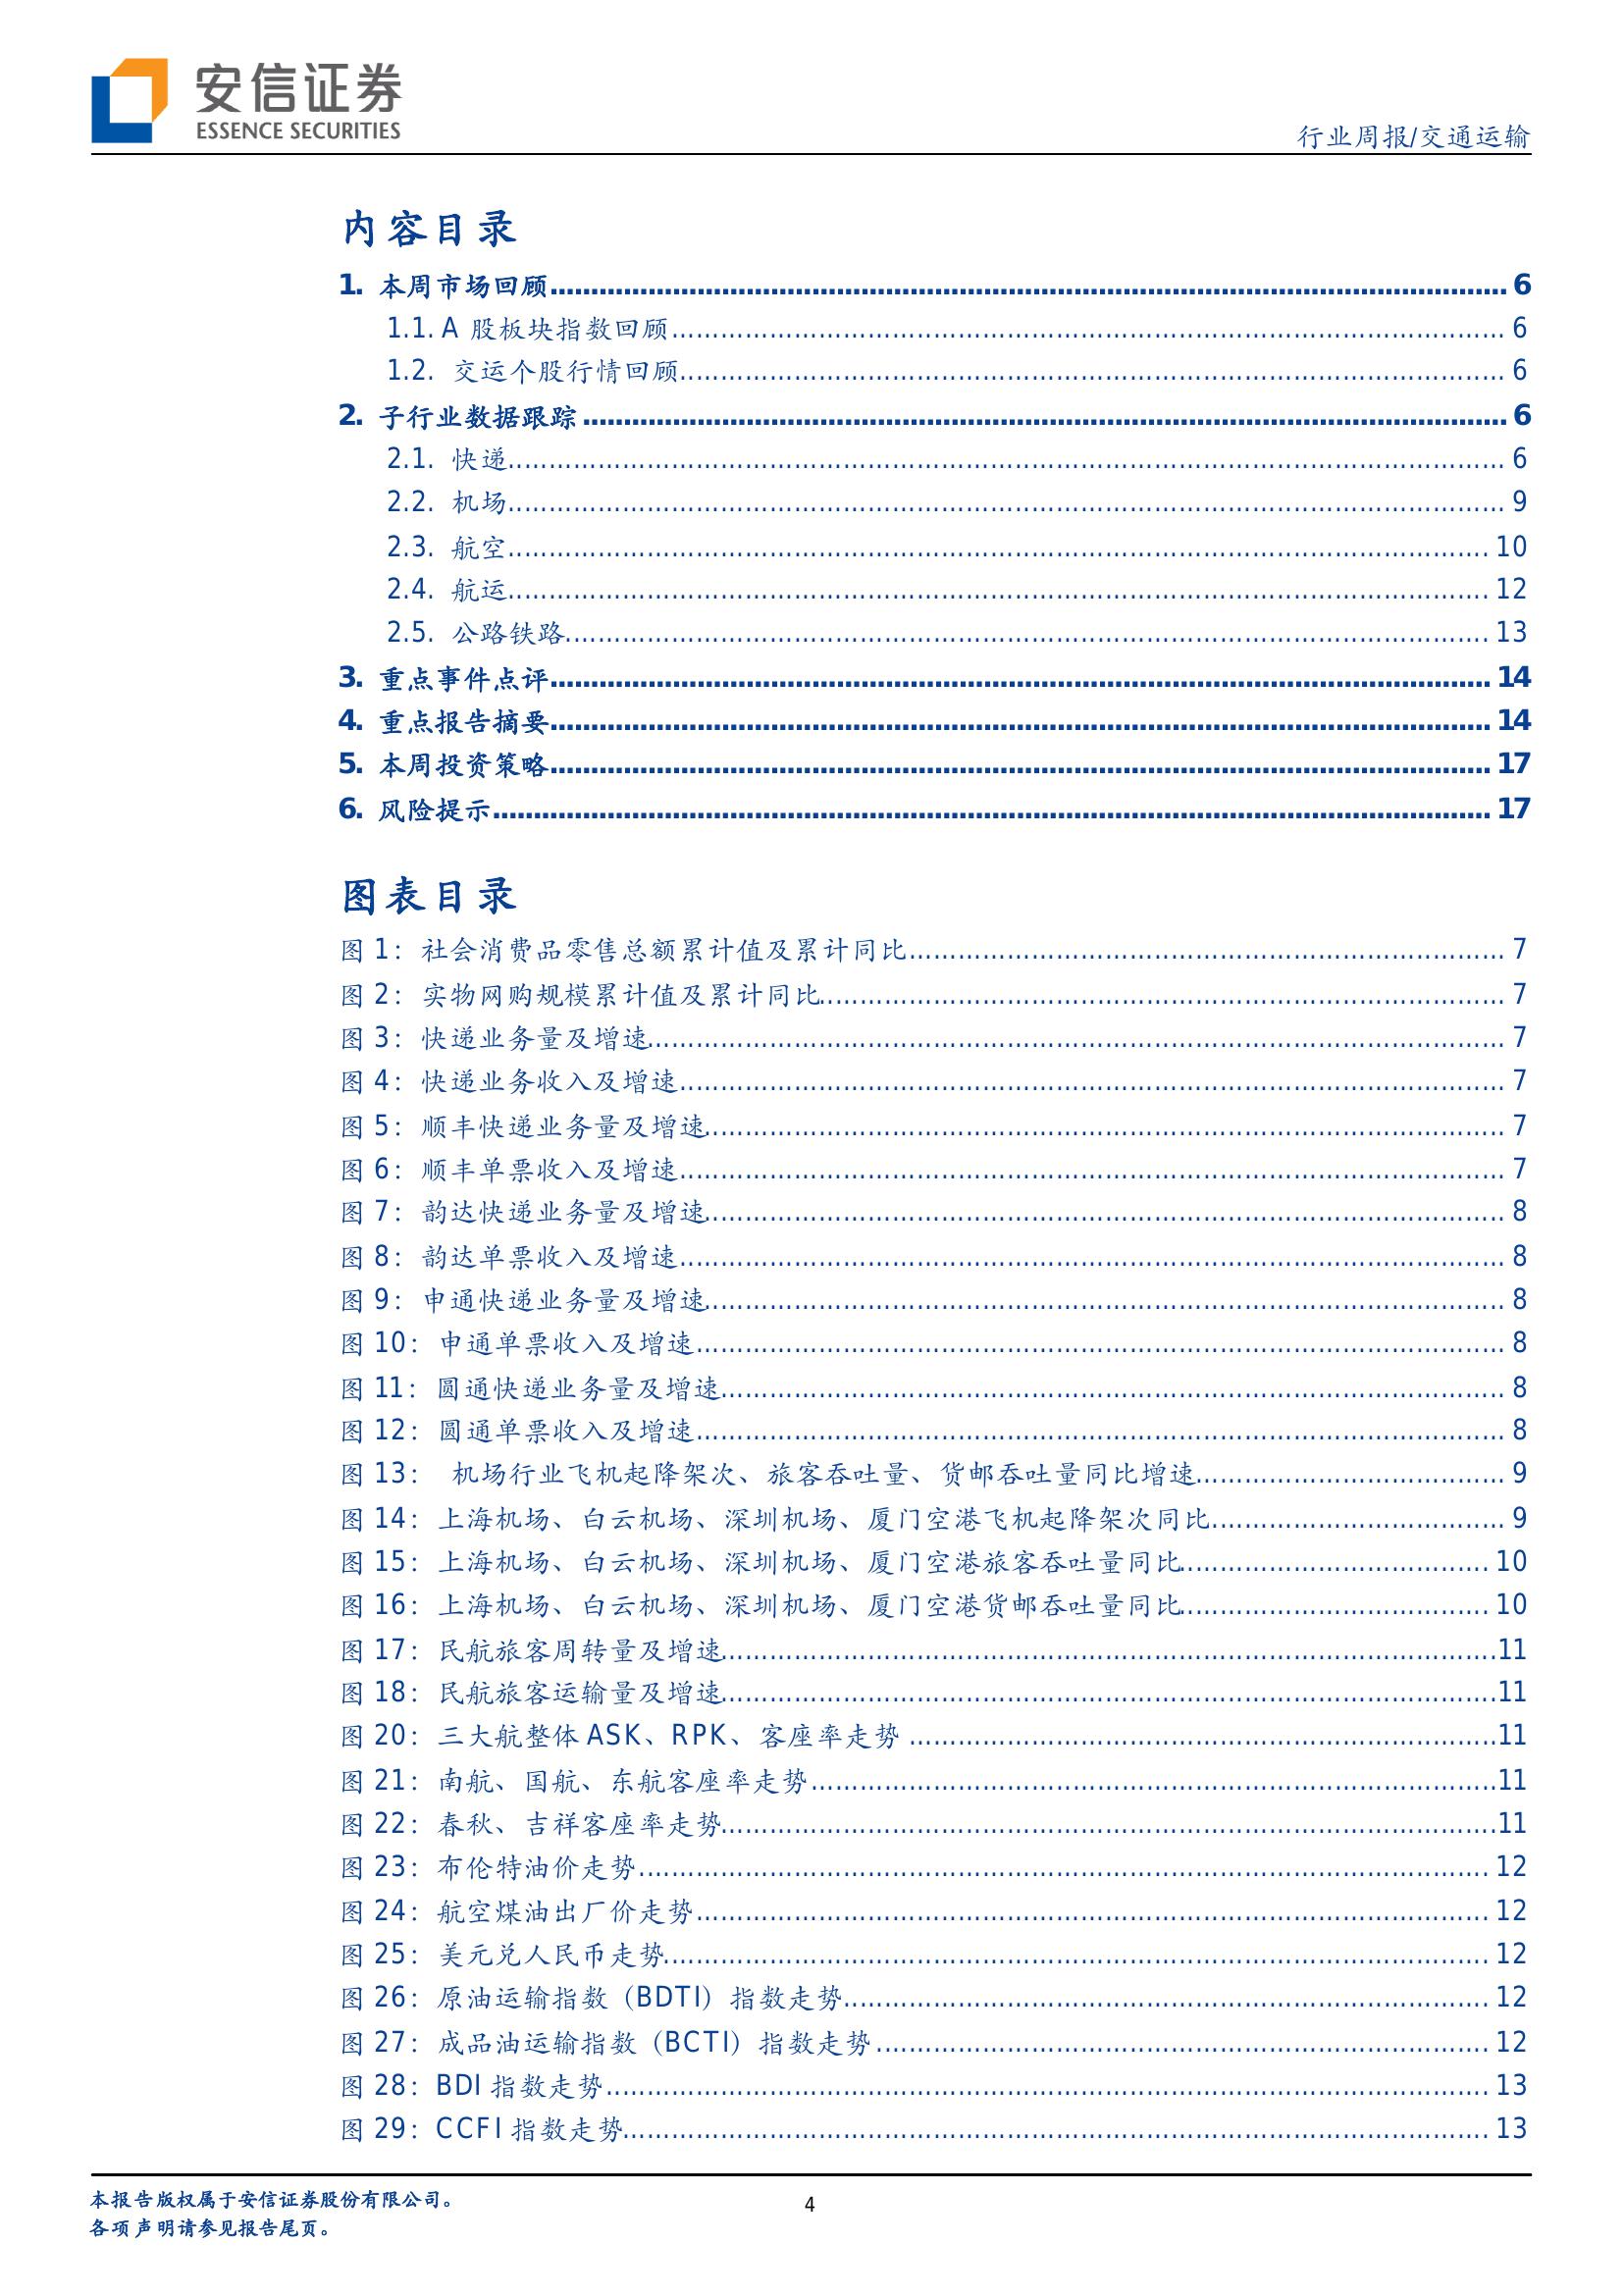 安信证券
ESSENCE SECURITIES
行业周报/交通运输
内容目录
1. 本周市场回顾 6
1.1. A 股板块指数回顾 6
1.2. 交运个股行情回顾 6
2. 子行业数据跟踪 6
2.1. 快递 6
2.2. 机场 9
2.3. 航空 10
2.4. 航运 12
2.5. 公路铁路 13
3. 重点事件点评 14
4. 重点报告摘要 14
5. 本周投资策略 17
6. 风险提示 17
图表目录
图 1：社会消费品零售总额累计值及累计同比 7
图 2：实物网购规模累计值及累计同比 7
图 3：快递业务量及增速 7
图 4：快递业务收入及增速 7
图 5：顺丰快递业务量及增速 7
图 6：顺丰单票收入及增速 7
图 7：韵达快递业务量及增速 8
图 8：韵达单票收入及增速 8
图 9：申通快递业务量及增速 8
图 10：申通单票收入及增速 8
图 11：圆通快递业务量及增速 8
图 12：圆通单票收入及增速 8
图 13： 机场行业飞机起降架次、旅客吞吐量、货邮吞吐量同比增速 9
图 14：上海机场、白云机场、深圳机场、厦门空港飞机起降架次同比 9
图 15：上海机场、白云机场、深圳机场、厦门空港旅客吞吐量同比 10
图 16：上海机场、白云机场、深圳机场、厦门空港货邮吞吐量同比 10
图 17：民航旅客周转量及增速 11
图 18：民航旅客运输量及增速 11
图 20：三大航整体 ASK、RPK、客座率走势 11
图 21：南航、国航、东航客座率走势 11
图 22：春秋、吉祥客座率走势 11
图 23：布伦特油价走势 12
图 24：航空煤油出厂价走势 12
图 25：美元兑人民币走势 12
图 26：原油运输指数（BDTI）指数走势 12
图 27：成品油运输指数（BCTI）指数走势 12
图 28：BDI 指数走势 13
图 29：CCFI 指数走势 13
本报告版权属于安信证券股份有限公司。
各项声明请参见报告尾页。
4